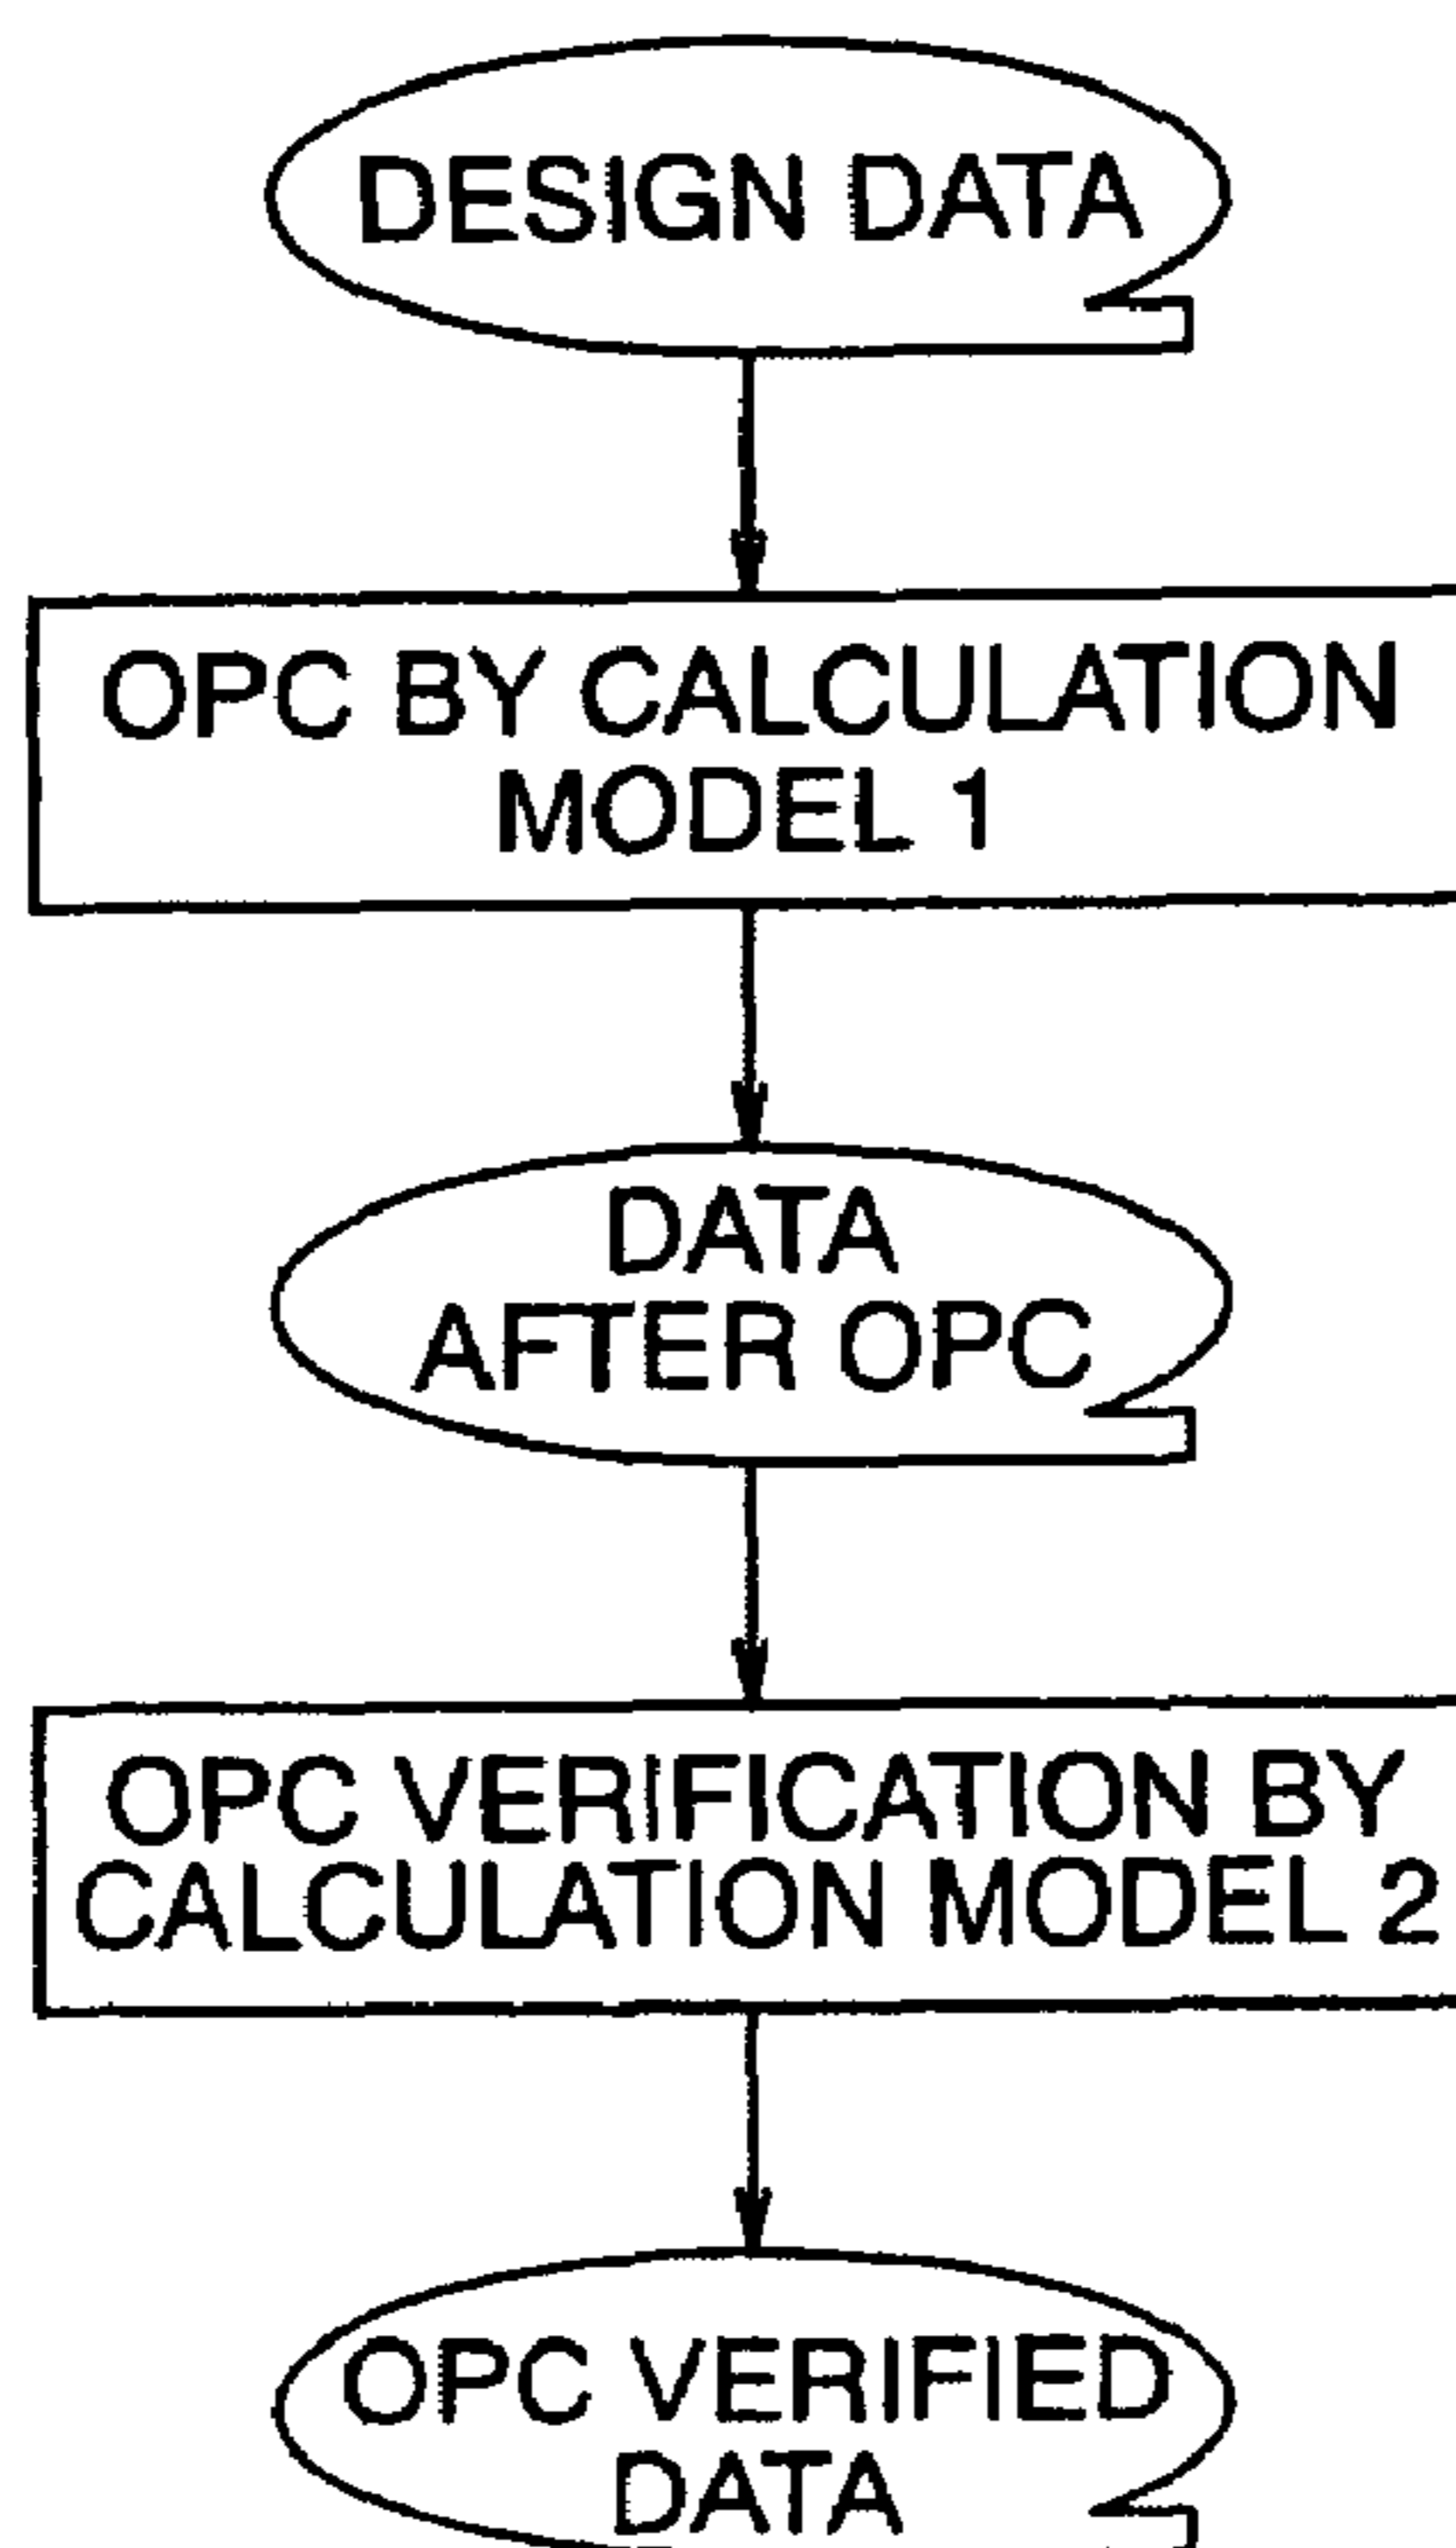 DESIGN DATA
OPC BY CALCULATION
MODEL 1
DATA
AFTER OPC
OPC VERIFICATION BY
CALCULATION MODEL 2
OPC VERIFIED
DATA